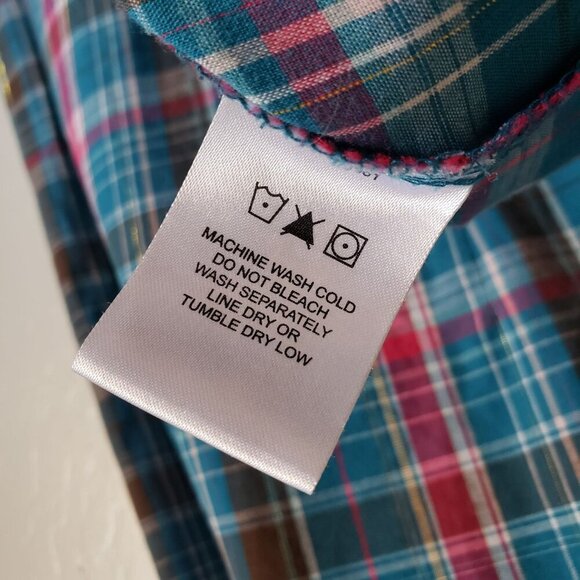 MACHINE WASH COLD
DO NOT BLEACH
WASH SEPARATELY
LINE DRY OR
TUMBLE DRY LOW